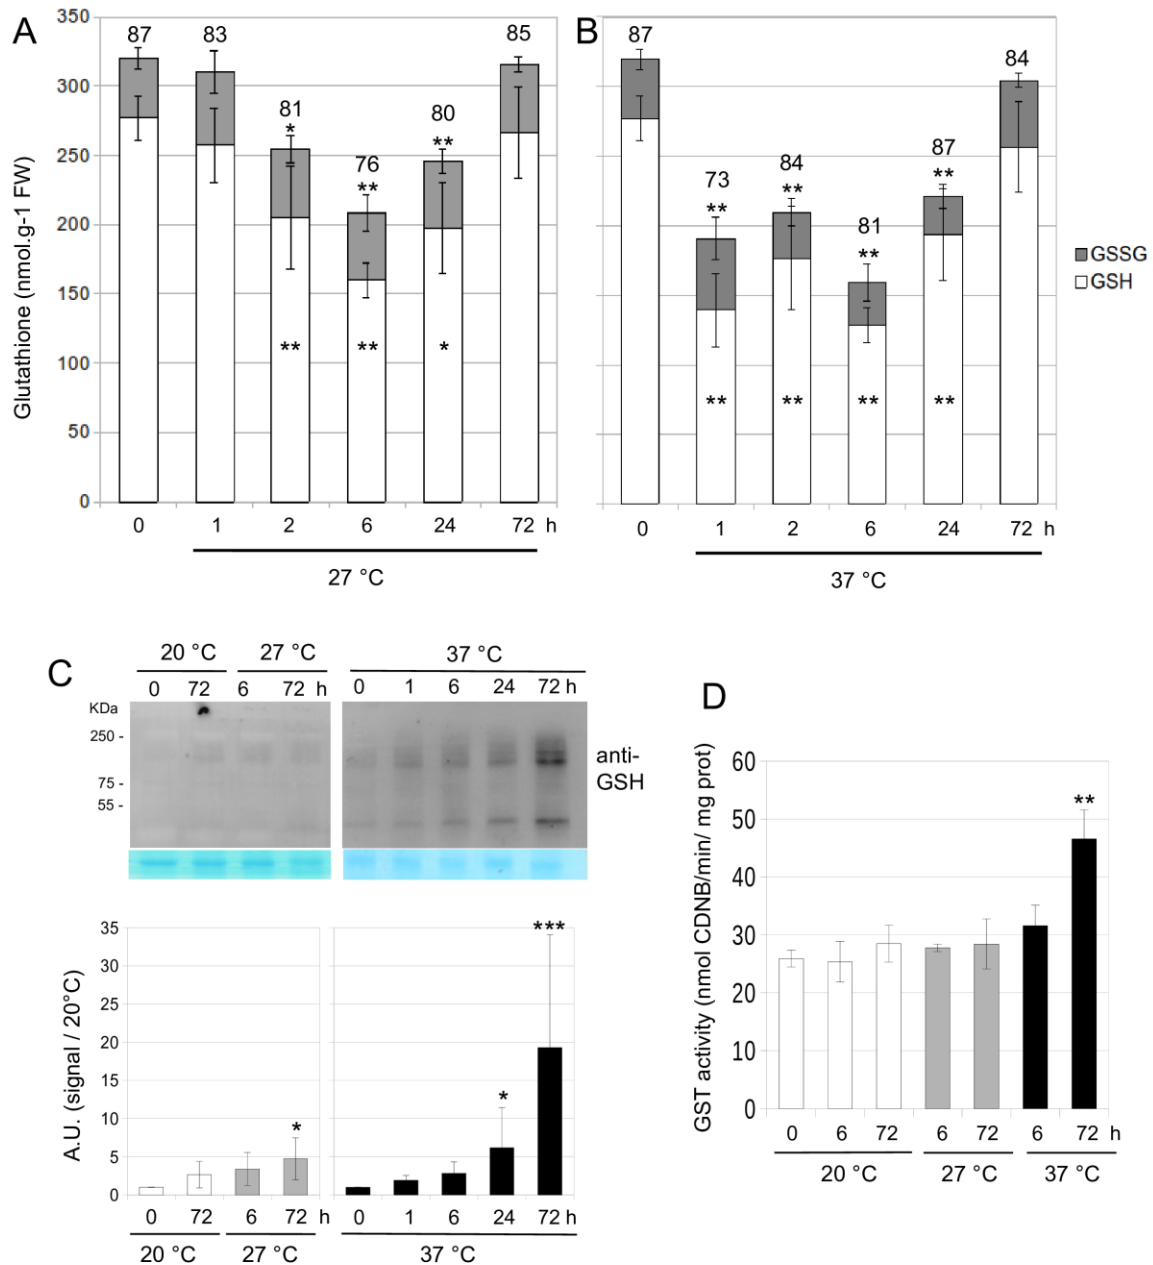 A
B
350
300
250
200
150
100
50
0
Glutathione (nmol.g-1 FW)
87
83
81
*
76
**
80
**
85
**
**
*
0 1 2 6 24 72 h
27 °C
87
73
**
84
**
81
**
87
**
84
**
**
**
**
0 1 2 6 24 72 h
37 °C
GSSG
GSH
C
20 °C 27 °C 37 °C
0 72 6 72 h 0 1 6 24 72 h
KDa
250 -
75 -
55 -
anti-
GSH
35
30
25
20
15
10
5
0
A.U. (signal / 20°C)
*
*
***
0 72 6 72 h 0 1 6 24 72 h
20 °C 27 °C 37 °C
D
60
50
40
30
20
10
0
GST activity (nmol CDNB/min/ mg prot)
**
0 6 72 6 72 6 72 h
20 °C 27 °C 37 °C